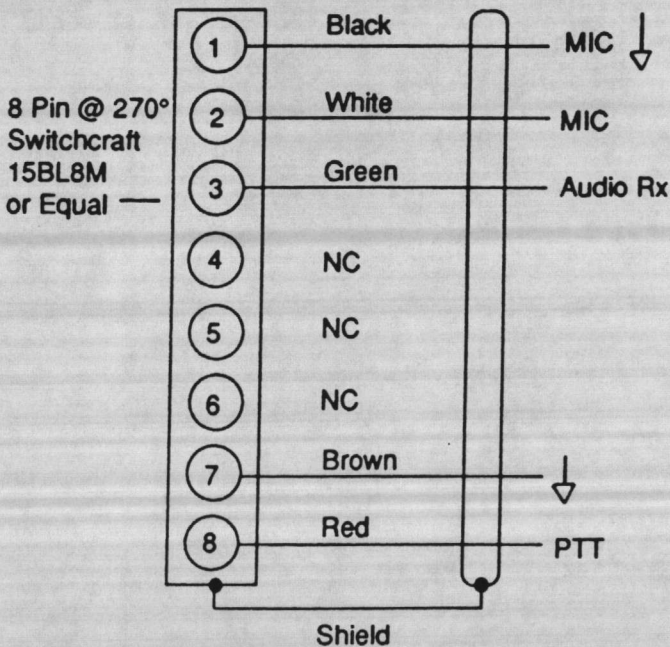 8 Pin @ 270°
Switchcraft
15BL8M
or Equal
1
Black
MIC
2
White
MIC
3
Green
Audio Rx
4
NC
5
NC
6
NC
7
Brown
8
Red
PTT
Shield